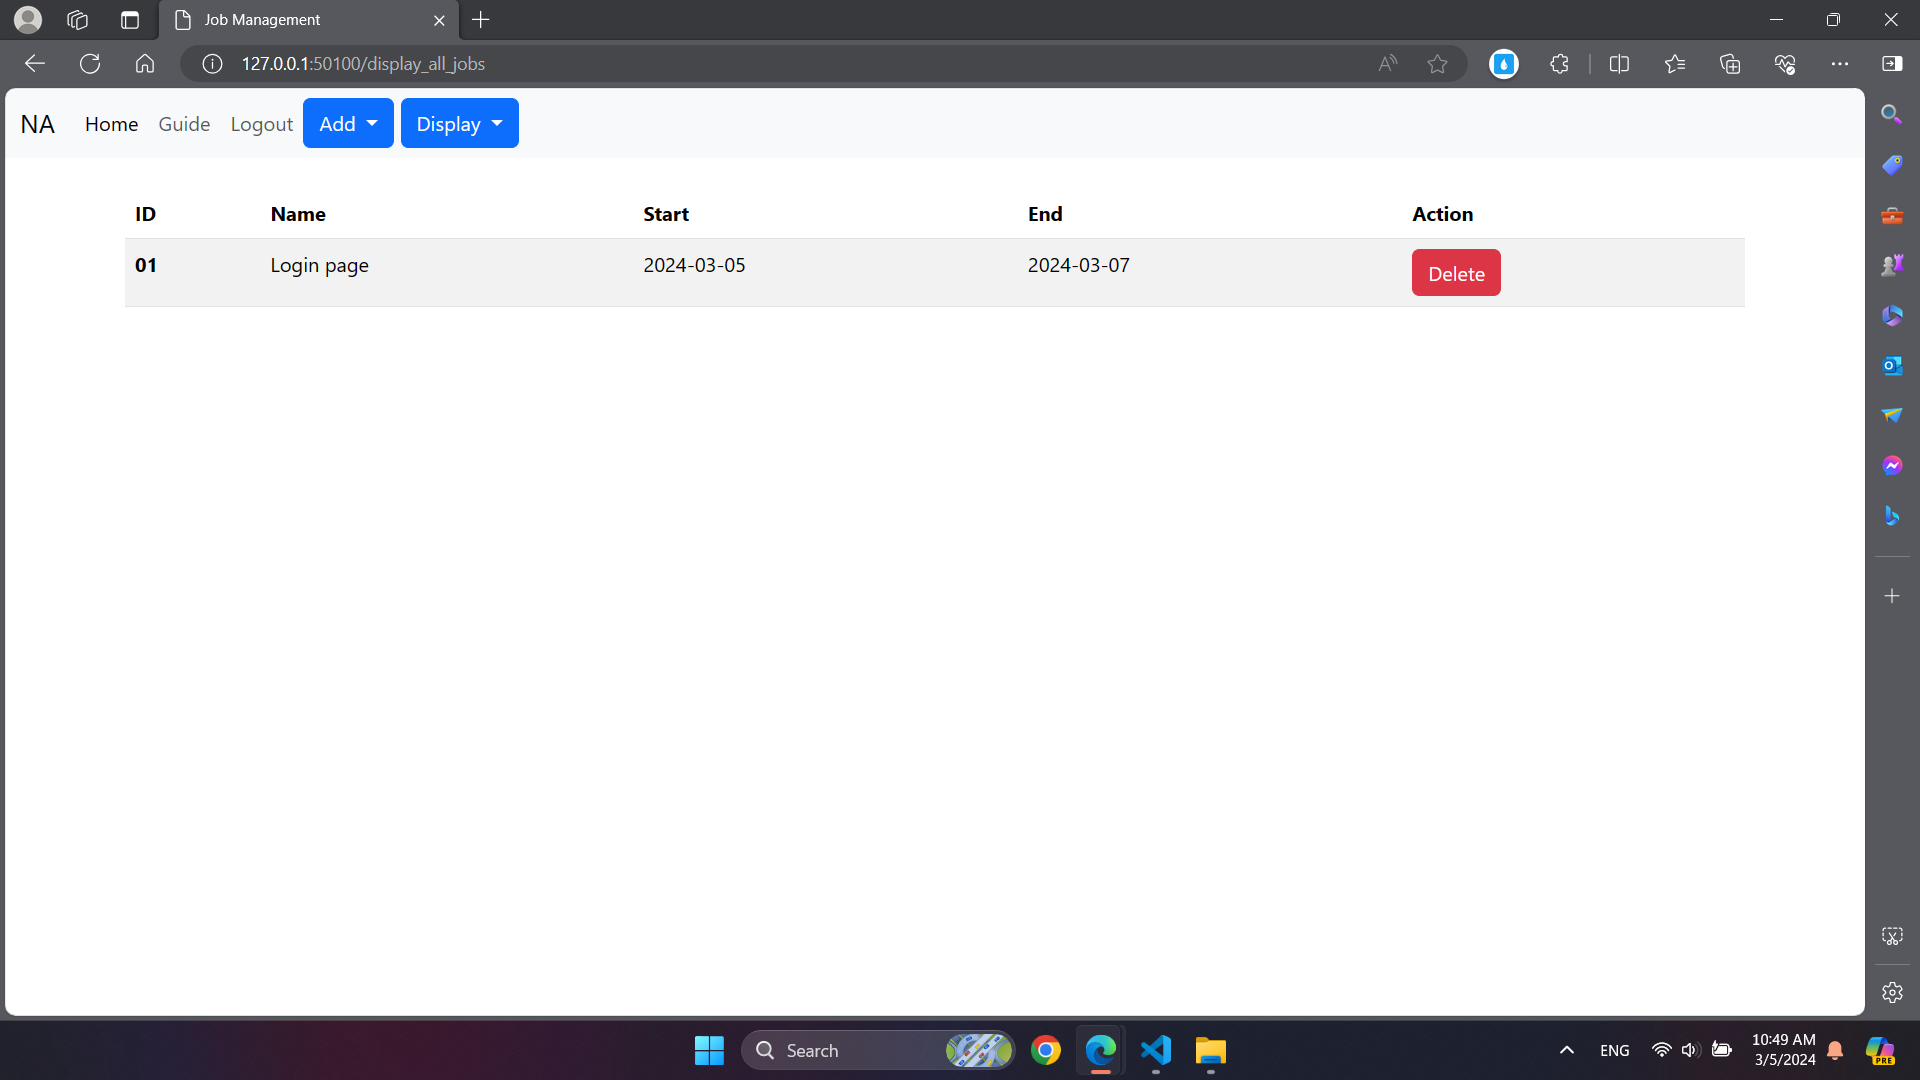 Job Management
127.0.0.1:50100/display_all_jobs
NA Home Guide Logout Add Display
ID Name Start End Action
01 Login page 2024-03-05 2024-03-07 Delete
Search
ENG
10:49 AM
3/5/2024
PRE